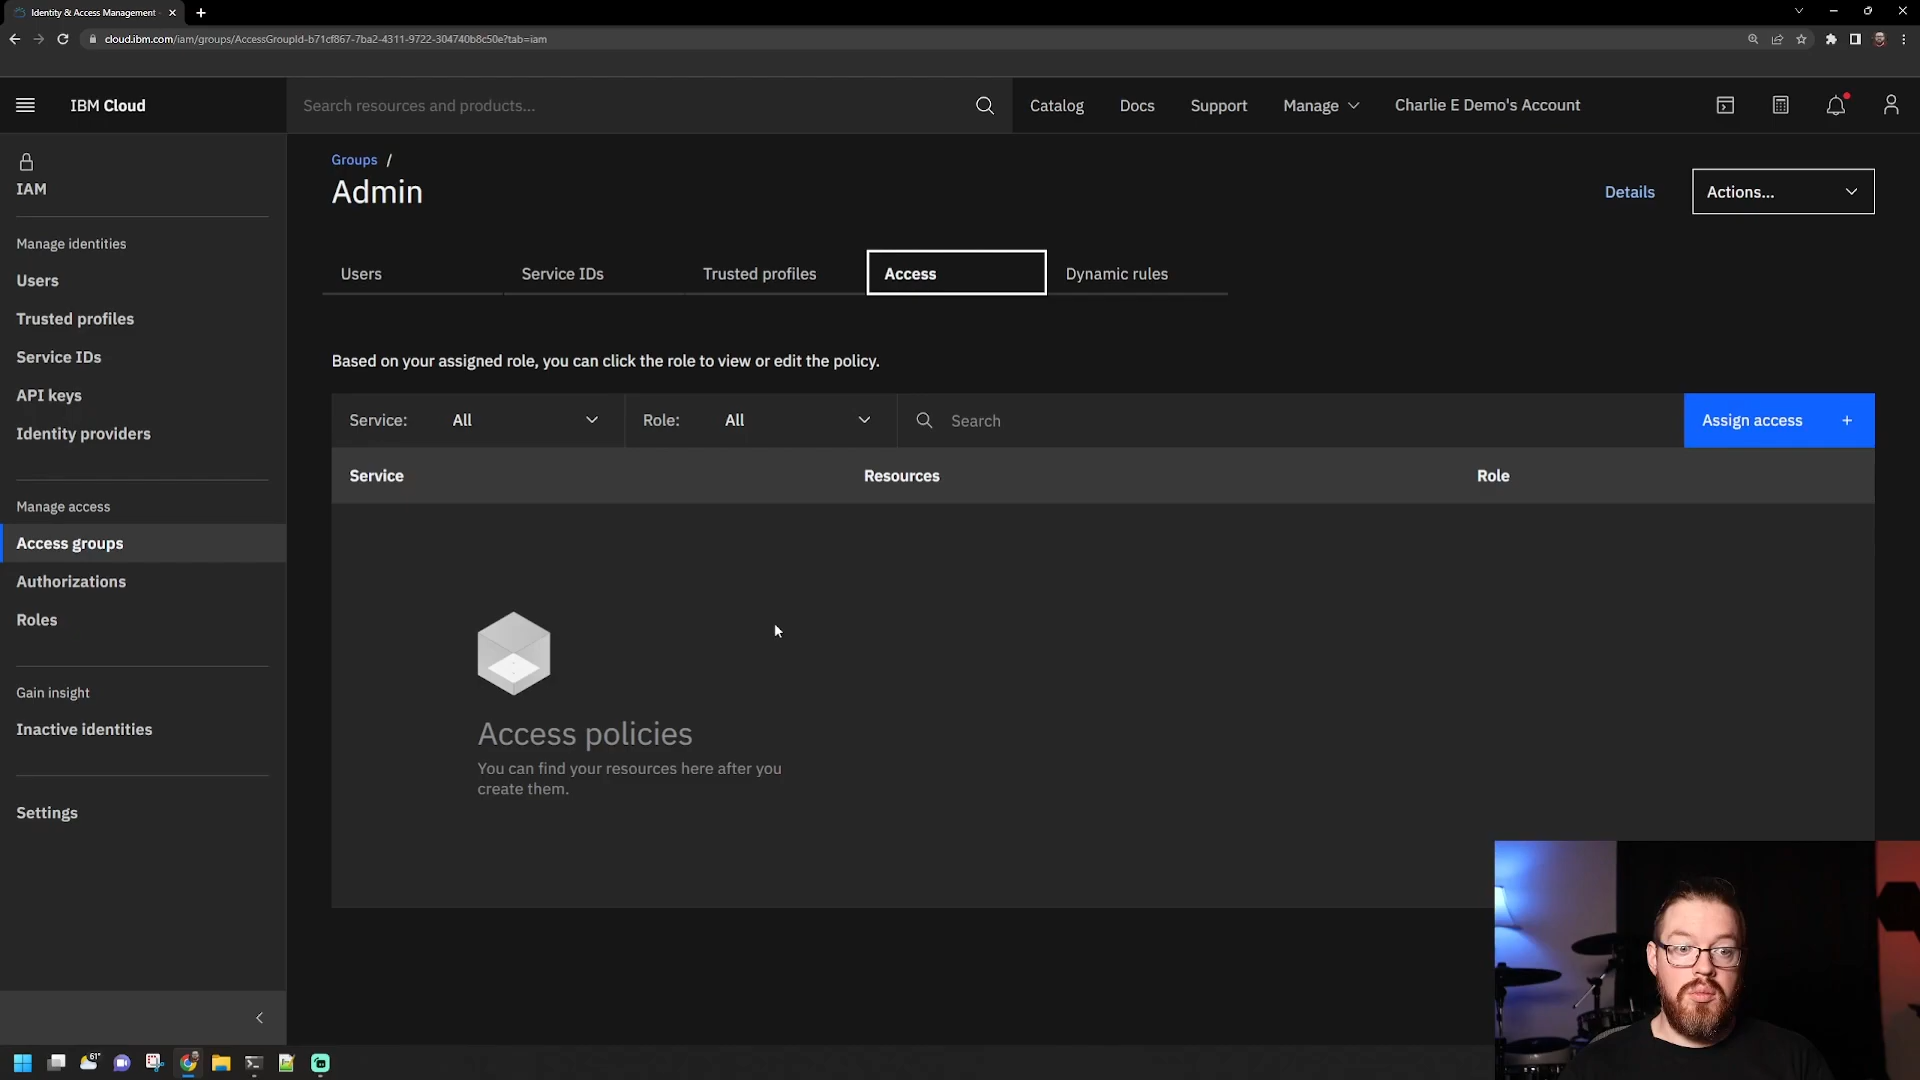 Identity & Access Management
cloud.ibm.com/iam/groups/AccessGroupId-b71cf867-7ba2-4311-9722-304740b8c50e?tab=iam
IBM Cloud
Search resources and products...
Catalog
Docs
Support
Manage
Charlie E Demo's Account
IAM
Manage identities
Users
Trusted profiles
Service IDs
API keys
Identity providers
Manage access
Access groups
Authorizations
Roles
Gain insight
Inactive identities
Settings
Groups /
Admin
Details
Actions...
Users
Service IDs
Trusted profiles
Access
Dynamic rules
Based on your assigned role, you can click the role to view or edit the policy.
Service: All
Role: All
Search
Assign access +
Service
Resources
Role
Access policies
You can find your resources here after you
create them.
61°